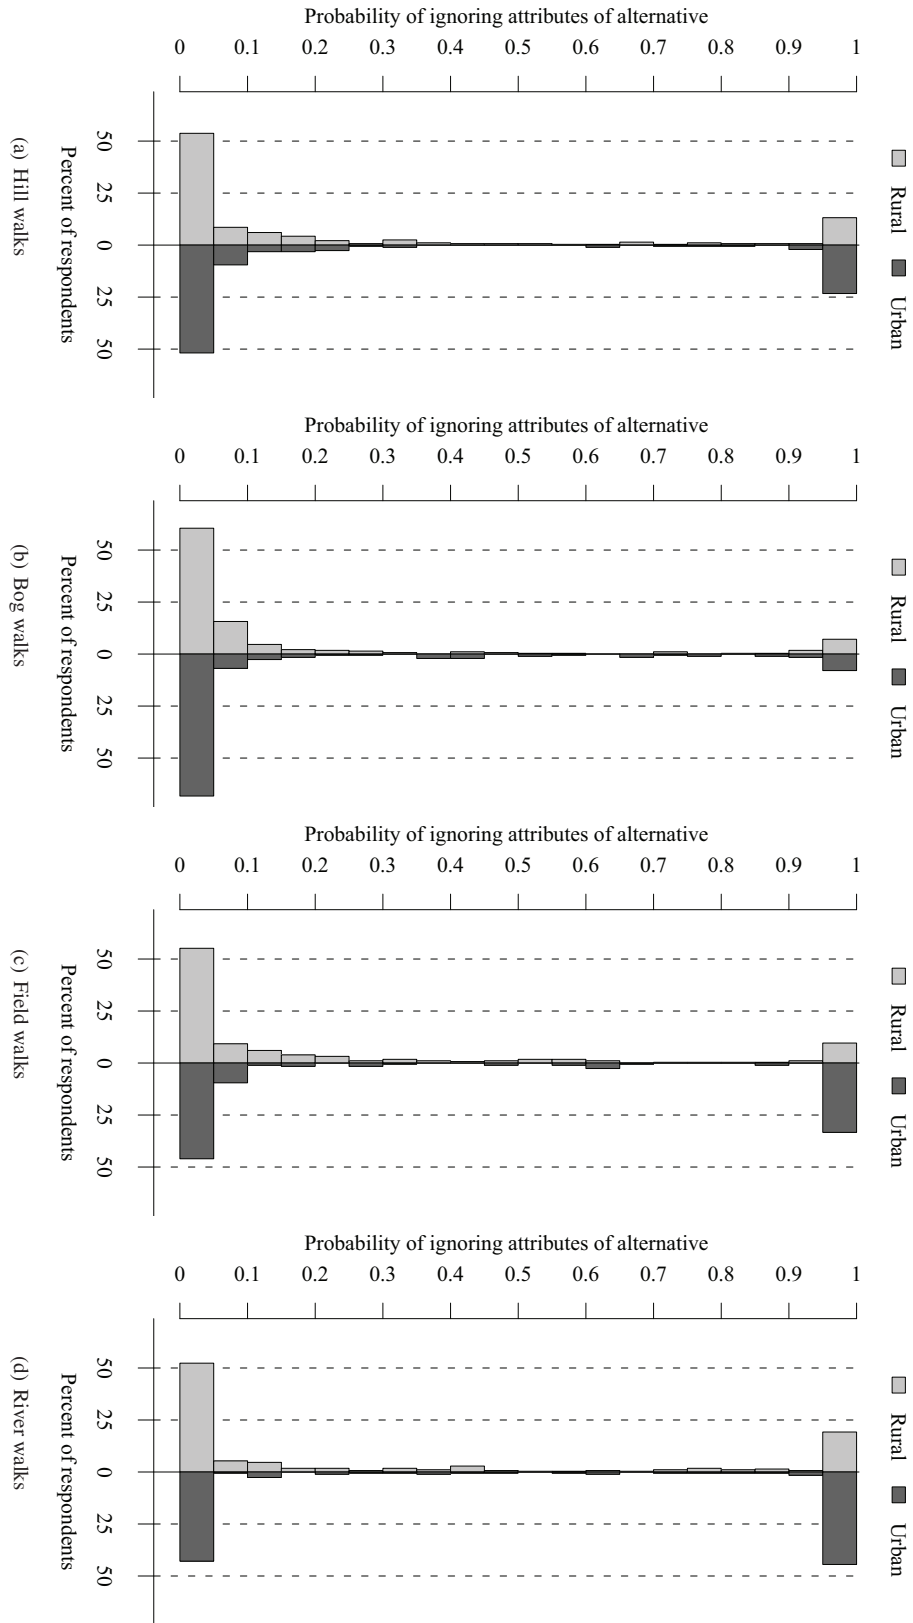 Probability of ignoring attributes of alternative
0 0.1 0.2 0.3 0.4 0.5 0.6 0.7 0.8 0.9 1
50 25 0 25 50
Percent of respondents
Rural Urban
(a) Hill walks
Probability of ignoring attributes of alternative
0 0.1 0.2 0.3 0.4 0.5 0.6 0.7 0.8 0.9 1
50 25 0 25 50
Percent of respondents
Rural Urban
(b) Bog walks
Probability of ignoring attributes of alternative
0 0.1 0.2 0.3 0.4 0.5 0.6 0.7 0.8 0.9 1
50 25 0 25 50
Percent of respondents
Rural Urban
(c) Field walks
Probability of ignoring attributes of alternative
0 0.1 0.2 0.3 0.4 0.5 0.6 0.7 0.8 0.9 1
50 25 0 25 50
Percent of respondents
Rural Urban
(d) River walks